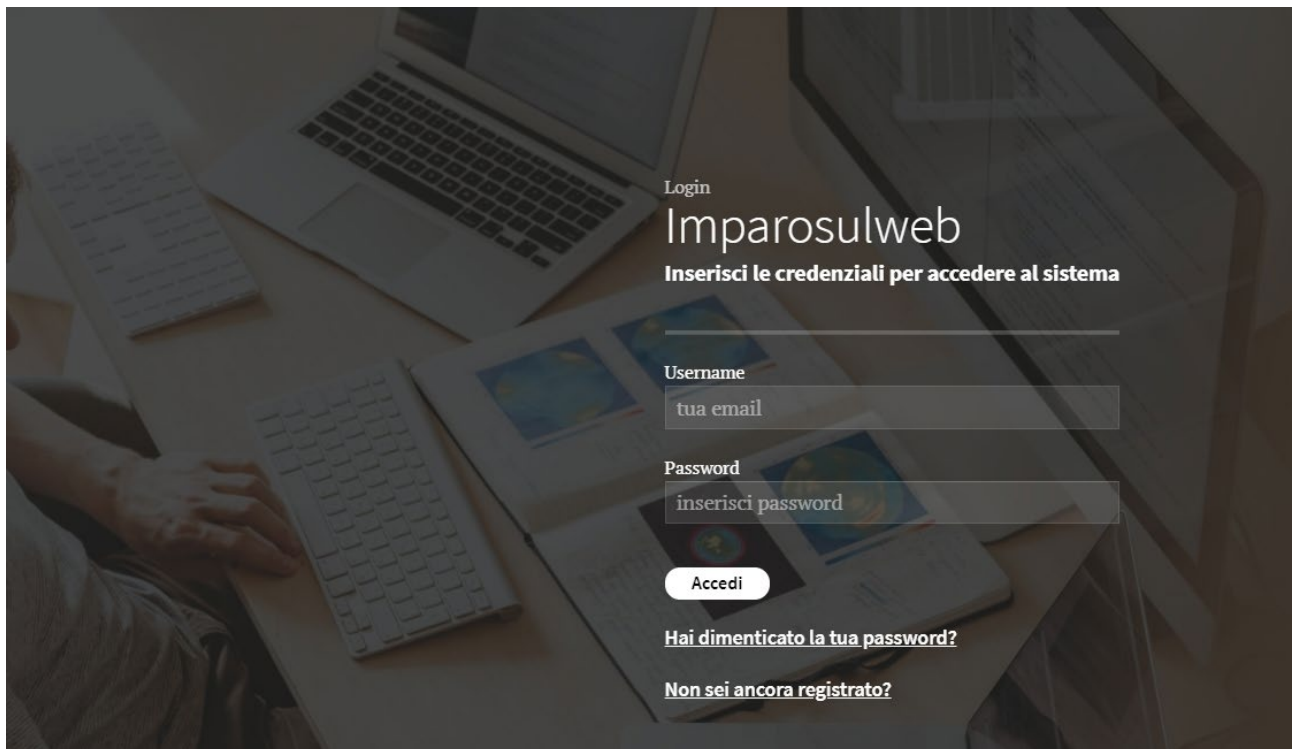 Login
Imparosulweb
Inserisci le credenziali per accedere al sistema
Username
tua email
Password
inserisci password
Accedi
Hai dimenticato la tua password?
Non sei ancora registrato?